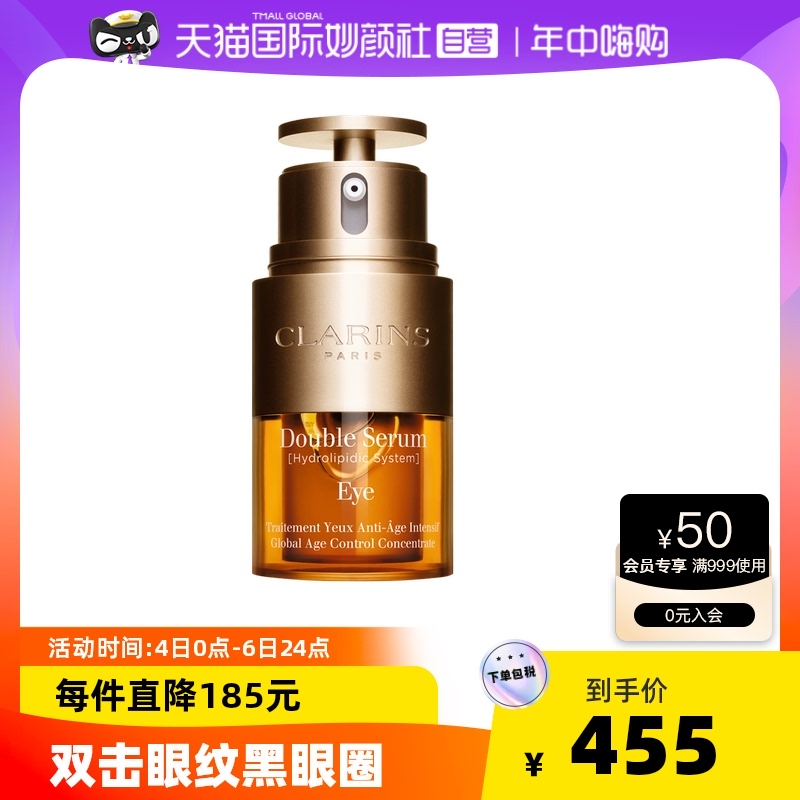 TMALL GLOBAL
天猫国际妙颜社自营 | 年中嗨购
CLARINS
PARIS
Double Serum
[Hydrolipidic System]
Eye
Traitement Yeux Anti-Âge Intensif
Global Age Control Concentrate
¥50
会员专享 满999使用
0元入会
活动时间:4日0点-6日24点
每件直降185元
双击眼纹黑眼圈
下单包税
到手价
¥ 455